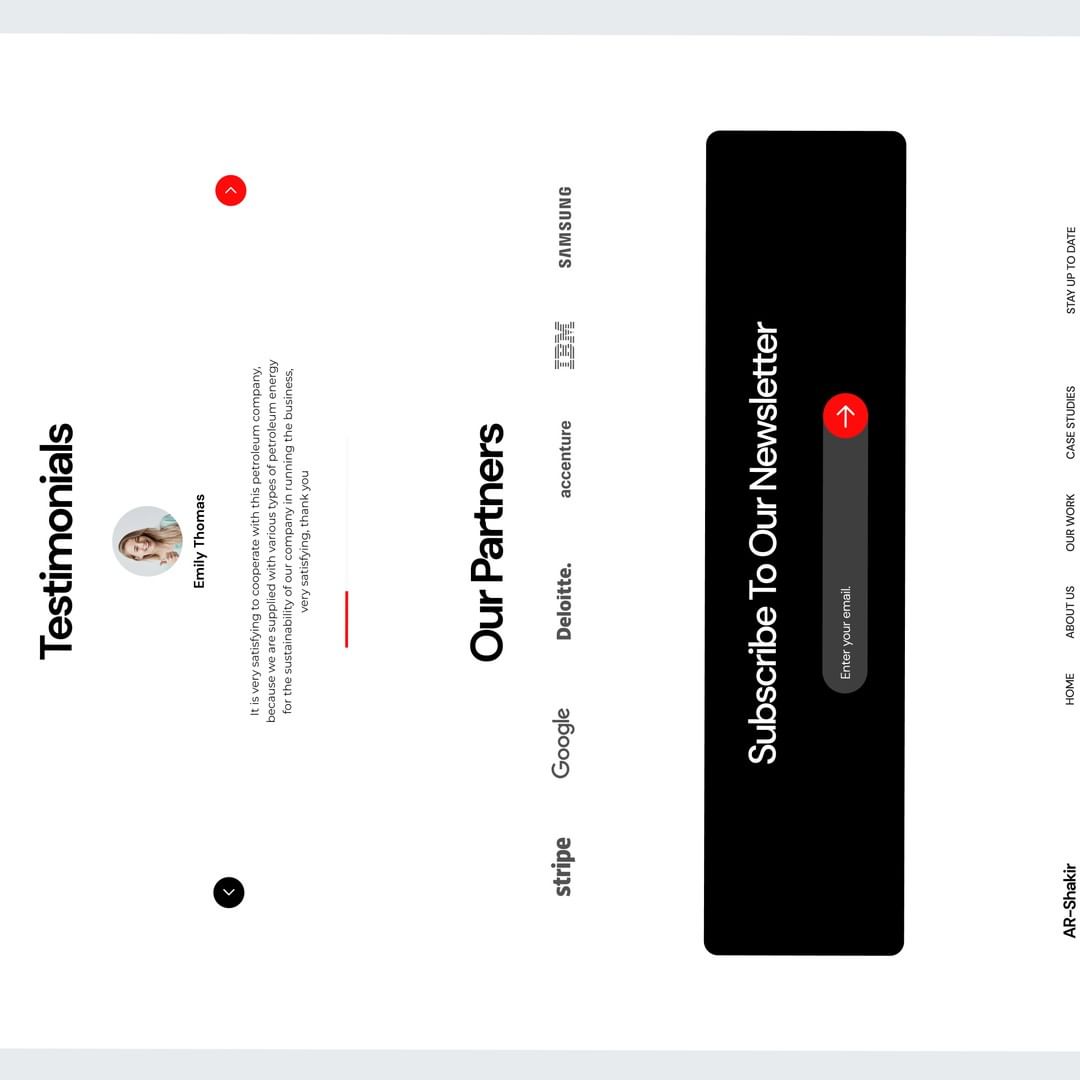 Testimonials
Emily Thomas
It is very satisfying to cooperate with this petroleum company,
because we are supplied with various types of petroleum energy
for the sustainability of our company in running the business,
very satisfying, thank you
Our Partners
stripe Google Deloitte. accenture IBM SAMSUNG
Subscribe To Our Newsletter
Enter your email.
AR-Shakir HOME ABOUT US OUR WORK CASE STUDIES STAY UP TO DATE